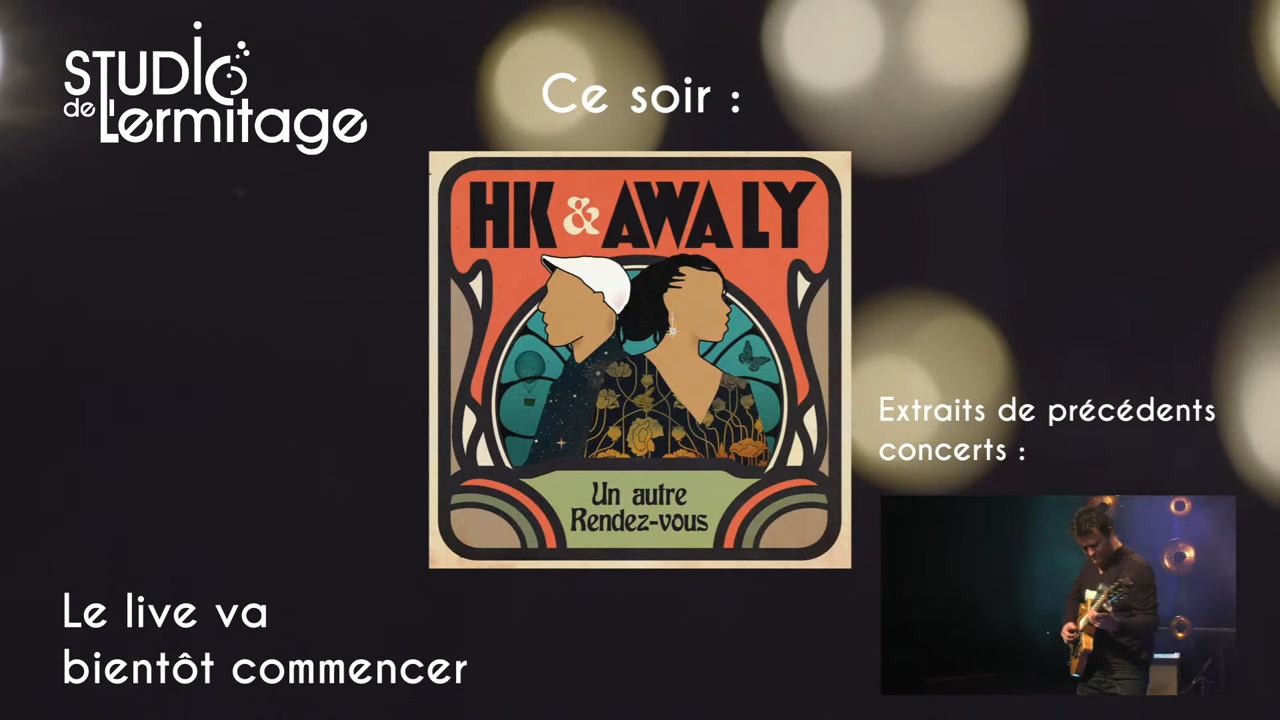 STUDIO
de L'ermitage
Ce soir :
HK & AWA LY
Un autre
Rendez-vous
Extraits de précédents
concerts :
Le live va
bientôt commencer